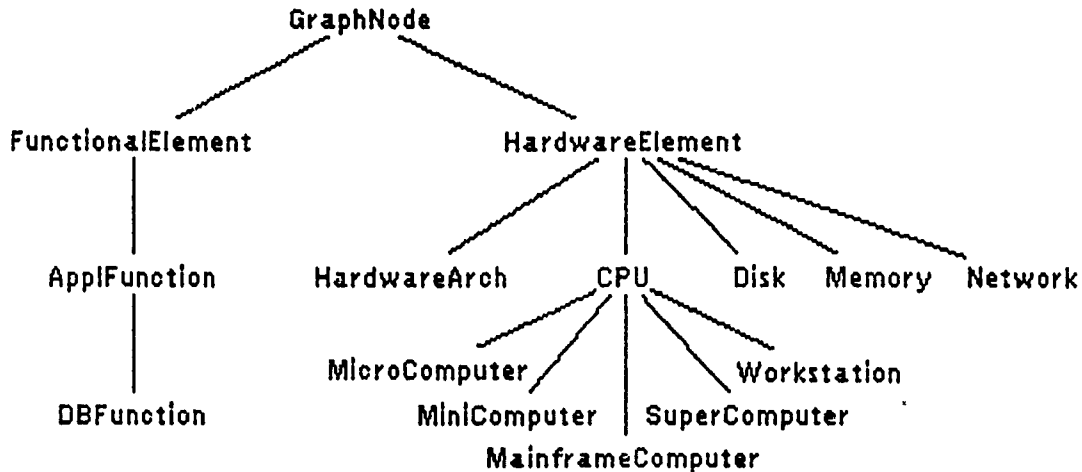 GraphNode
FunctionalElement HardwareElement
ApplFunction HardwareArch CPU Disk Memory Network
MicroComputer Workstation
DBFunction MiniComputer SuperComputer
MainframeComputer